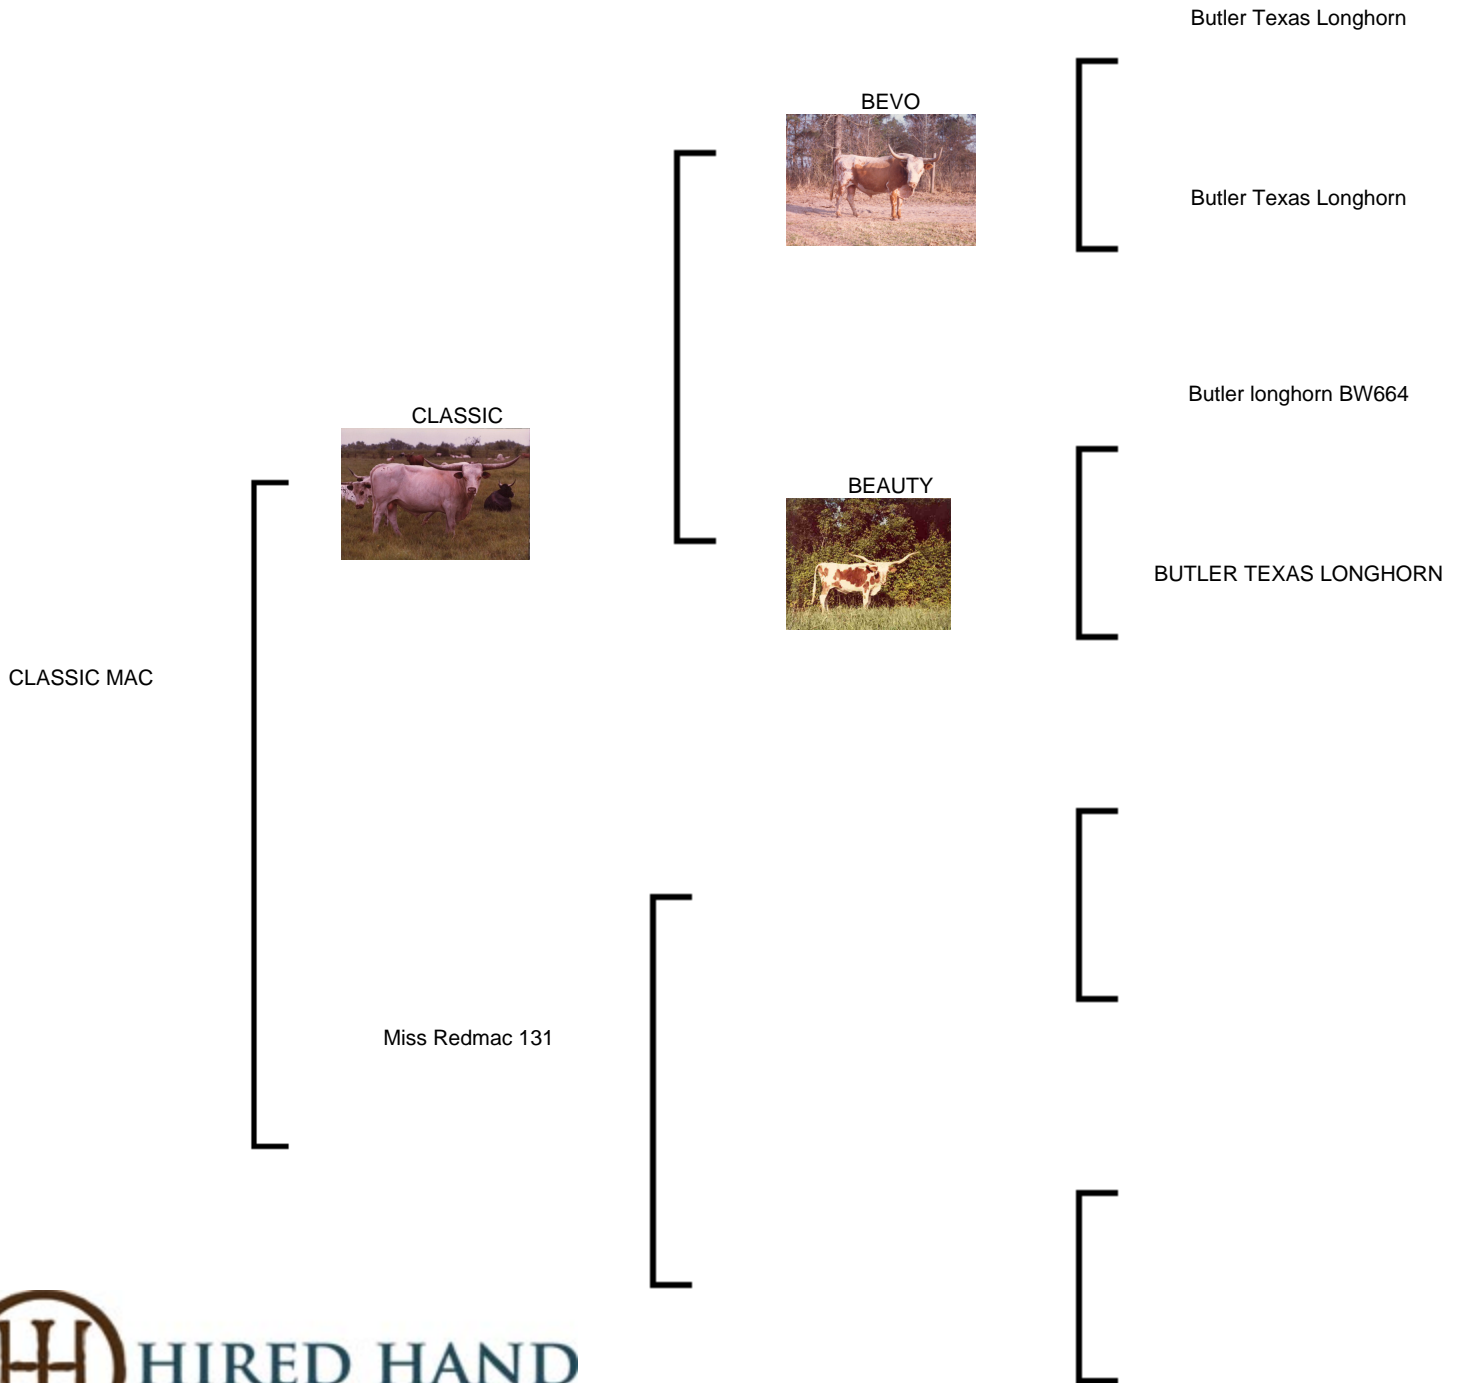 Butler Texas Longhorn
BEVO
Butler Texas Longhorn
Butler longhorn BW664
CLASSIC
BEAUTY
BUTLER TEXAS LONGHORN
CLASSIC MAC
Miss Redmac 131
HIRED HAND